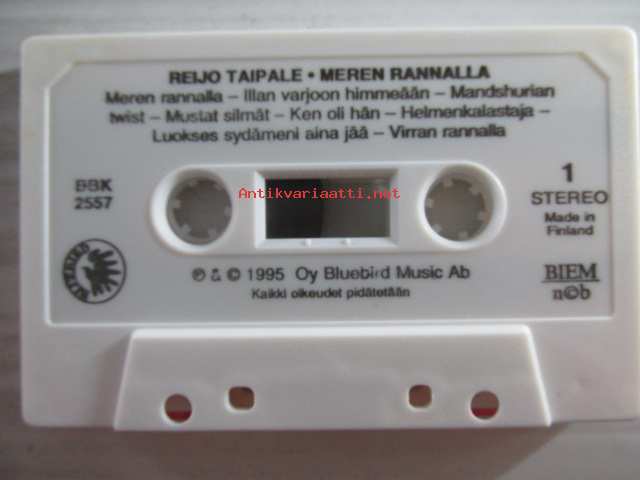 REIJO TAIPALE • MEREN RANNALLA
Meren rannalla – Illan varjoon himmeään – Mandshurian
twist – Mustat silmät – Ken oli hän – Helmenkalastaja –
Luokses sydämeni aina jää – Virran rannalla
BBK
2557
Antikvariaatti.net
1
STEREO
Made in
Finland
℗ & © 1995 Oy Bluebird Music Ab
Kaikki oikeudet pidätetään
BIEM
n©b